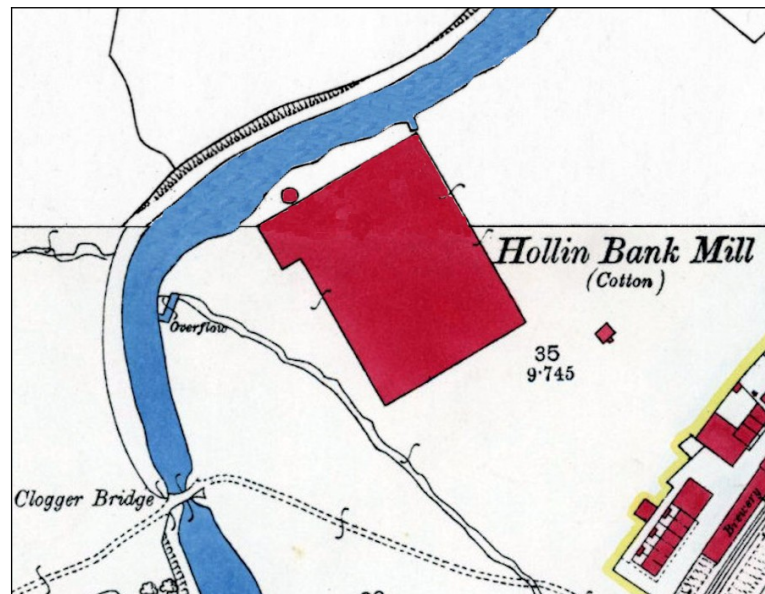 Hollin Bank Mill
(Cotton)
Overflow
35
9·745
Clogger Bridge
Brewery